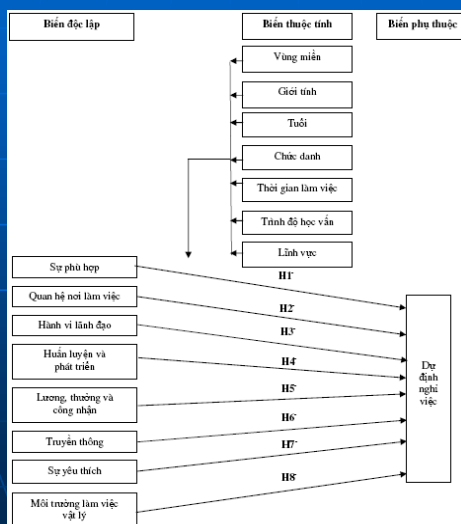 Biến độc lập
Biến thuộc tính
Biến phụ thuộc
Vùng miền
Giới tính
Tuổi
Chức danh
Thời gian làm việc
Trình độ học vấn
Lĩnh vực
Sự phù hợp
Quan hệ nơi làm việc
Hành vi lãnh đạo
Huấn luyện và
phát triển
Lương, thưởng và
công nhận
Truyền thông
Sự yêu thích
Môi trường làm việc
vật lý
H1-
H2-
H3-
H4-
H5-
H6-
H7-
H8-
Dự
định
nghỉ
việc